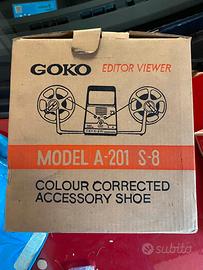 GOKO EDITOR VIEWER
MODEL A-201 S-8
COLOUR CORRECTED
ACCESSORY SHOE
subito